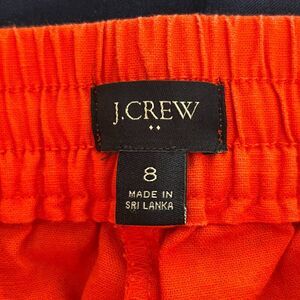 J.CREW
8
MADE IN
SRI LANKA